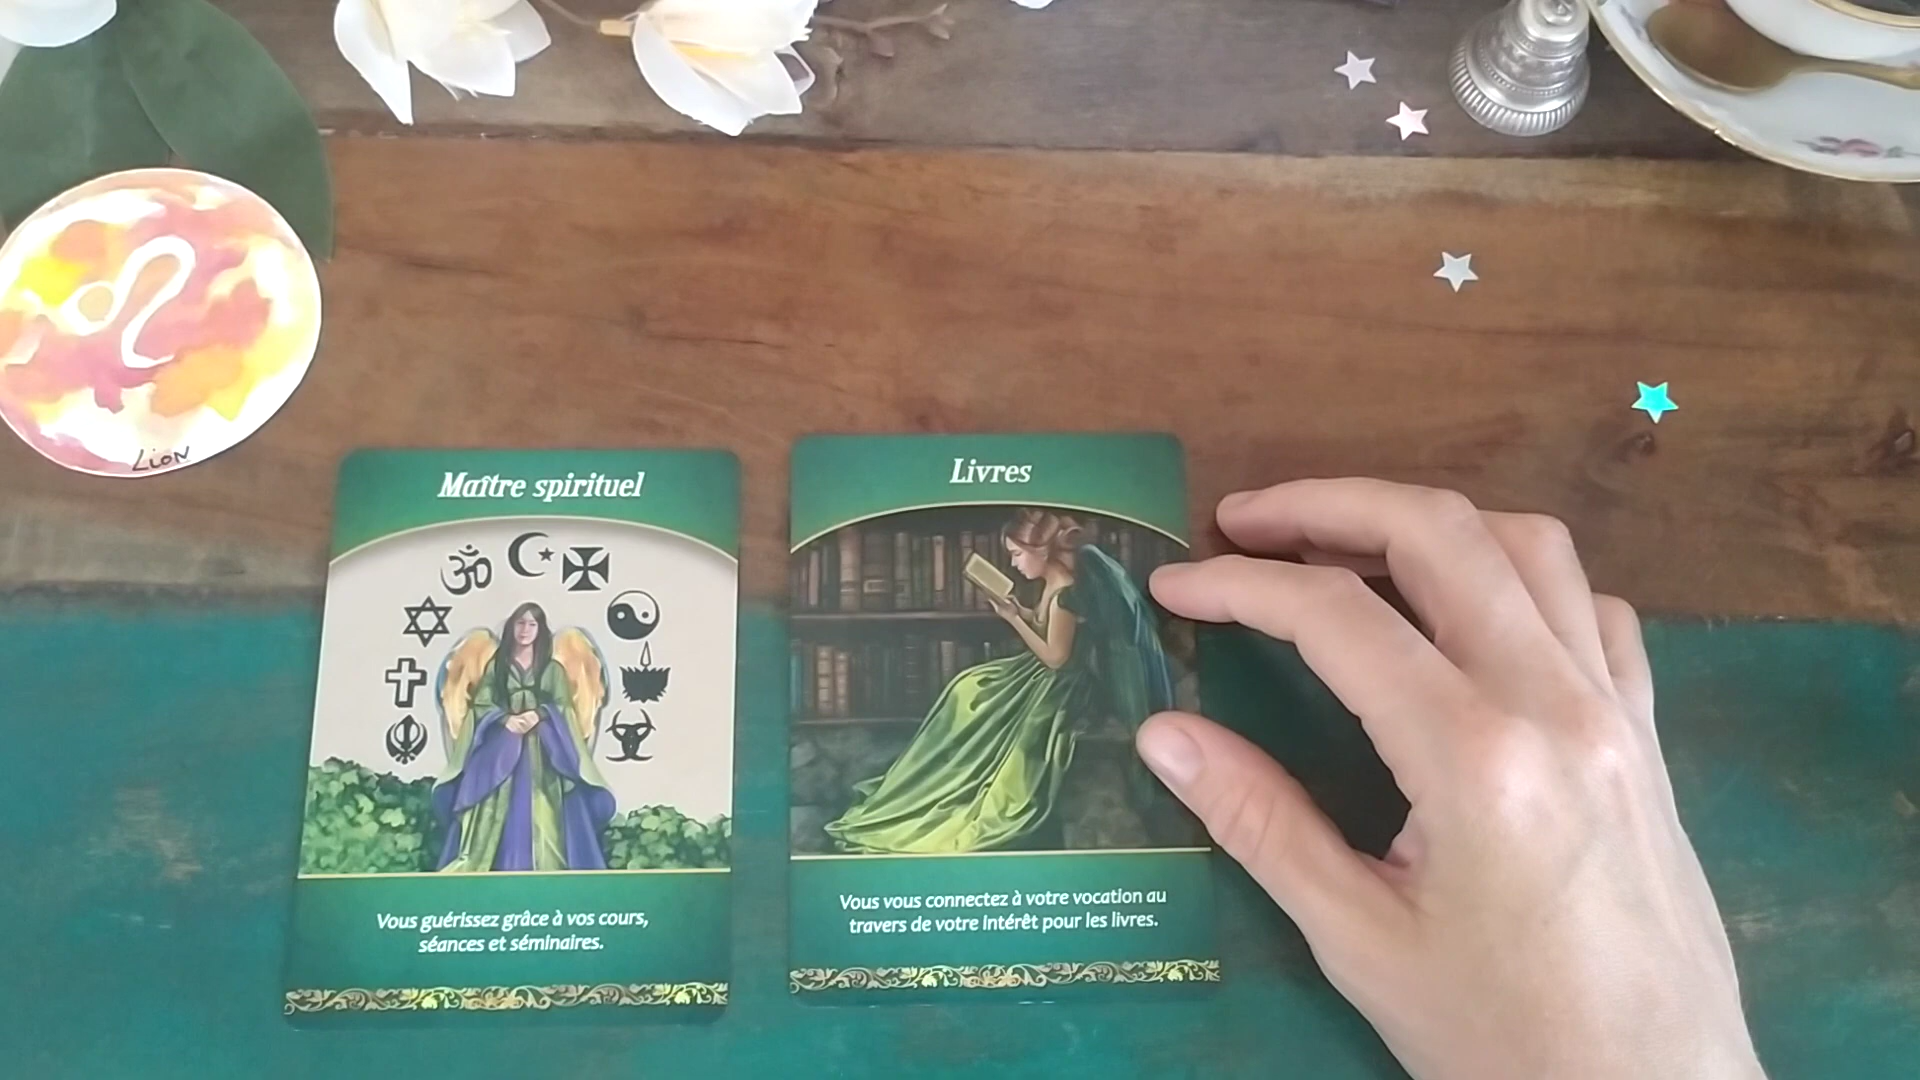 Lion
Maître spirituel
Vous guérissez grâce à vos cours,
séances et séminaires.
Livres
Vous vous connectez à votre vocation au
travers de votre intérêt pour les livres.